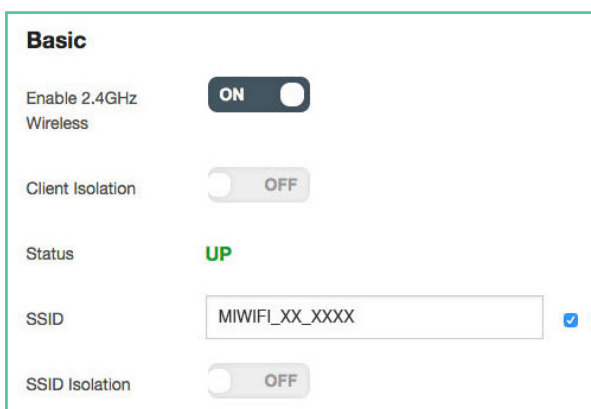 Basic
Enable 2.4GHz
Wireless
ON
Client Isolation
OFF
Status
UP
SSID
MIWIFI_XX_XXXX
SSID Isolation
OFF